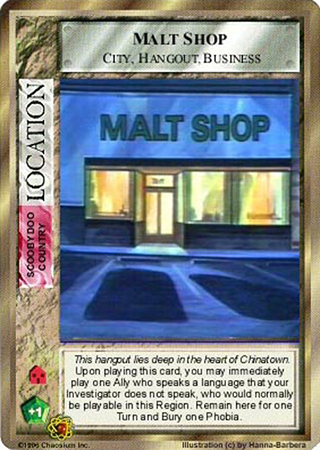 MALT SHOP
CITY, HANGOUT, BUSINESS
LOCATION
SCOOBYDOO
COUNTRY
MALT SHOP
This hangout lies deep in the heart of Chinatown.
Upon playing this card, you may immediately
play one Ally who speaks a language that your
Investigator does not speak, who would normally
be playable in this Region. Remain here for one
Turn and Bury one Phobia.
+1
©1996 Chaosium Inc.
Illustration (c) by Hanna-Barbera